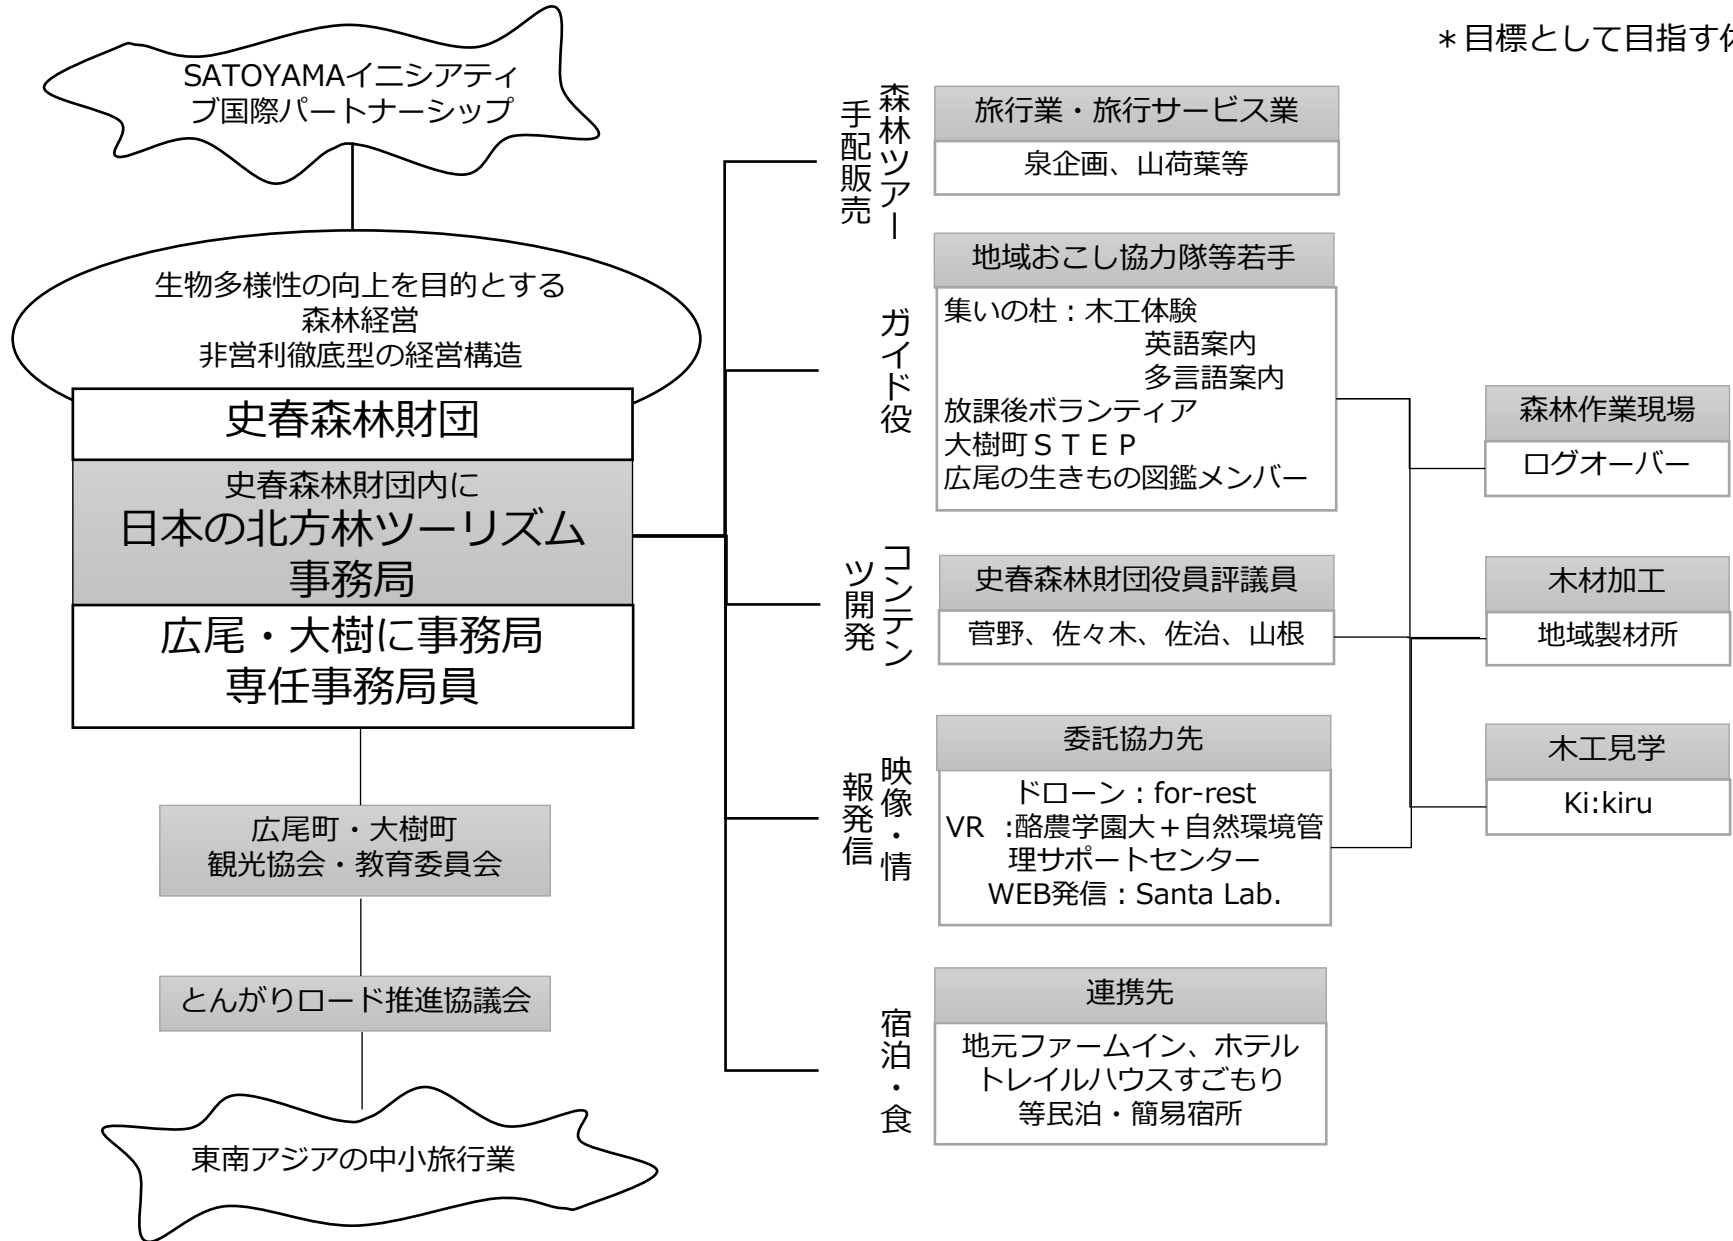 *目標として目指す
SATOYAMAイニシアティ
ブ国際パートナーシップ
生物多様性の向上を目的とする
森林経営
非営利徹底型の経営構造
史春森林財団
史春森林財団内に
日本の北方林ツーリズム
事務局
広尾・大樹に事務局
専任事務局員
広尾町・大樹町
観光協会・教育委員会
とんがりロード推進協議会
東南アジアの中小旅行業
森林ツアー
手配販売
旅行業・旅行サービス業
泉企画、山荷葉等
ガイド役
地域おこし協力隊等若手
集いの杜:木工体験
英語案内
多言語案内
放課後ボランティア
大樹町STEP
広尾の生きもの図鑑メンバー
コンテン
ツ開発
史春森林財団役員評議員
菅野、佐々木、佐治、山根
映像・情
報発信
委託協力先
ドローン:for-rest
VR :酪農学園大+自然環境管
理サポートセンター
WEB発信:Santa Lab.
宿泊・食
連携先
地元ファームイン、ホテル
トレイルハウスすごもり
等民泊・簡易宿所
森林作業現場
ログオーバー
木材加工
地域製材所
木工見学
Ki:kiru